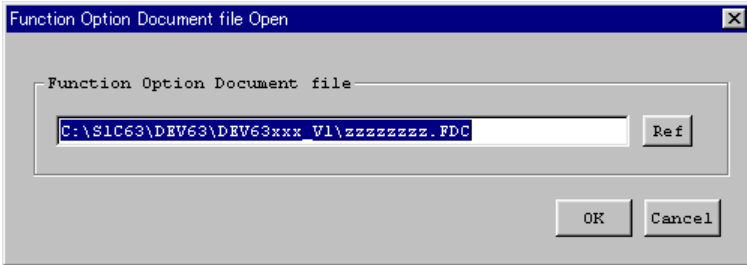 Function Option Document file Open
Function Option Document file
C:\S1C63\DEV63\DEV63xxx_V1\zzzzzzzz.FDC
Ref
OK
Cancel